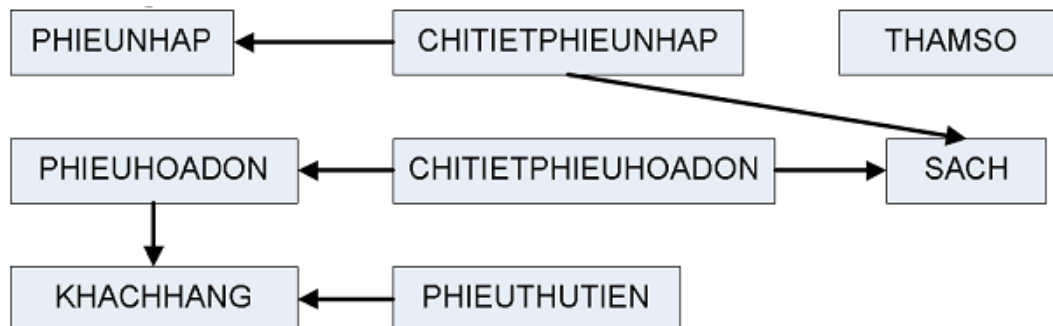 PHIEUNHAP
CHITIETPHIEUNHAP
THAMSO
PHIEUHOADON
CHITIETPHIEUHOADON
SACH
KHACHHANG
PHIEUTHUTIEN